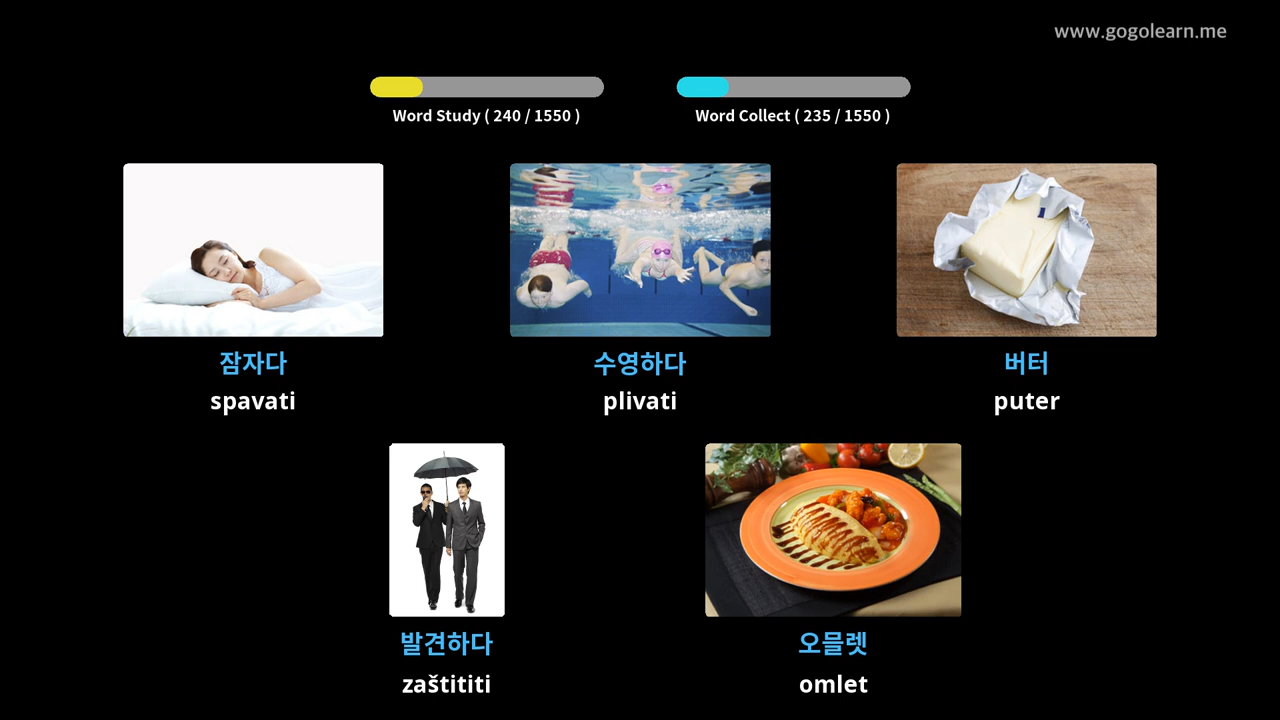 www.gogolearn.me
Word Study ( 240 / 1550 )
Word Collect ( 235 / 1550 )
잠자다
수영하다
버터
spavati
plivati
puter
발견하다
오믈렛
zaštititi
omlet